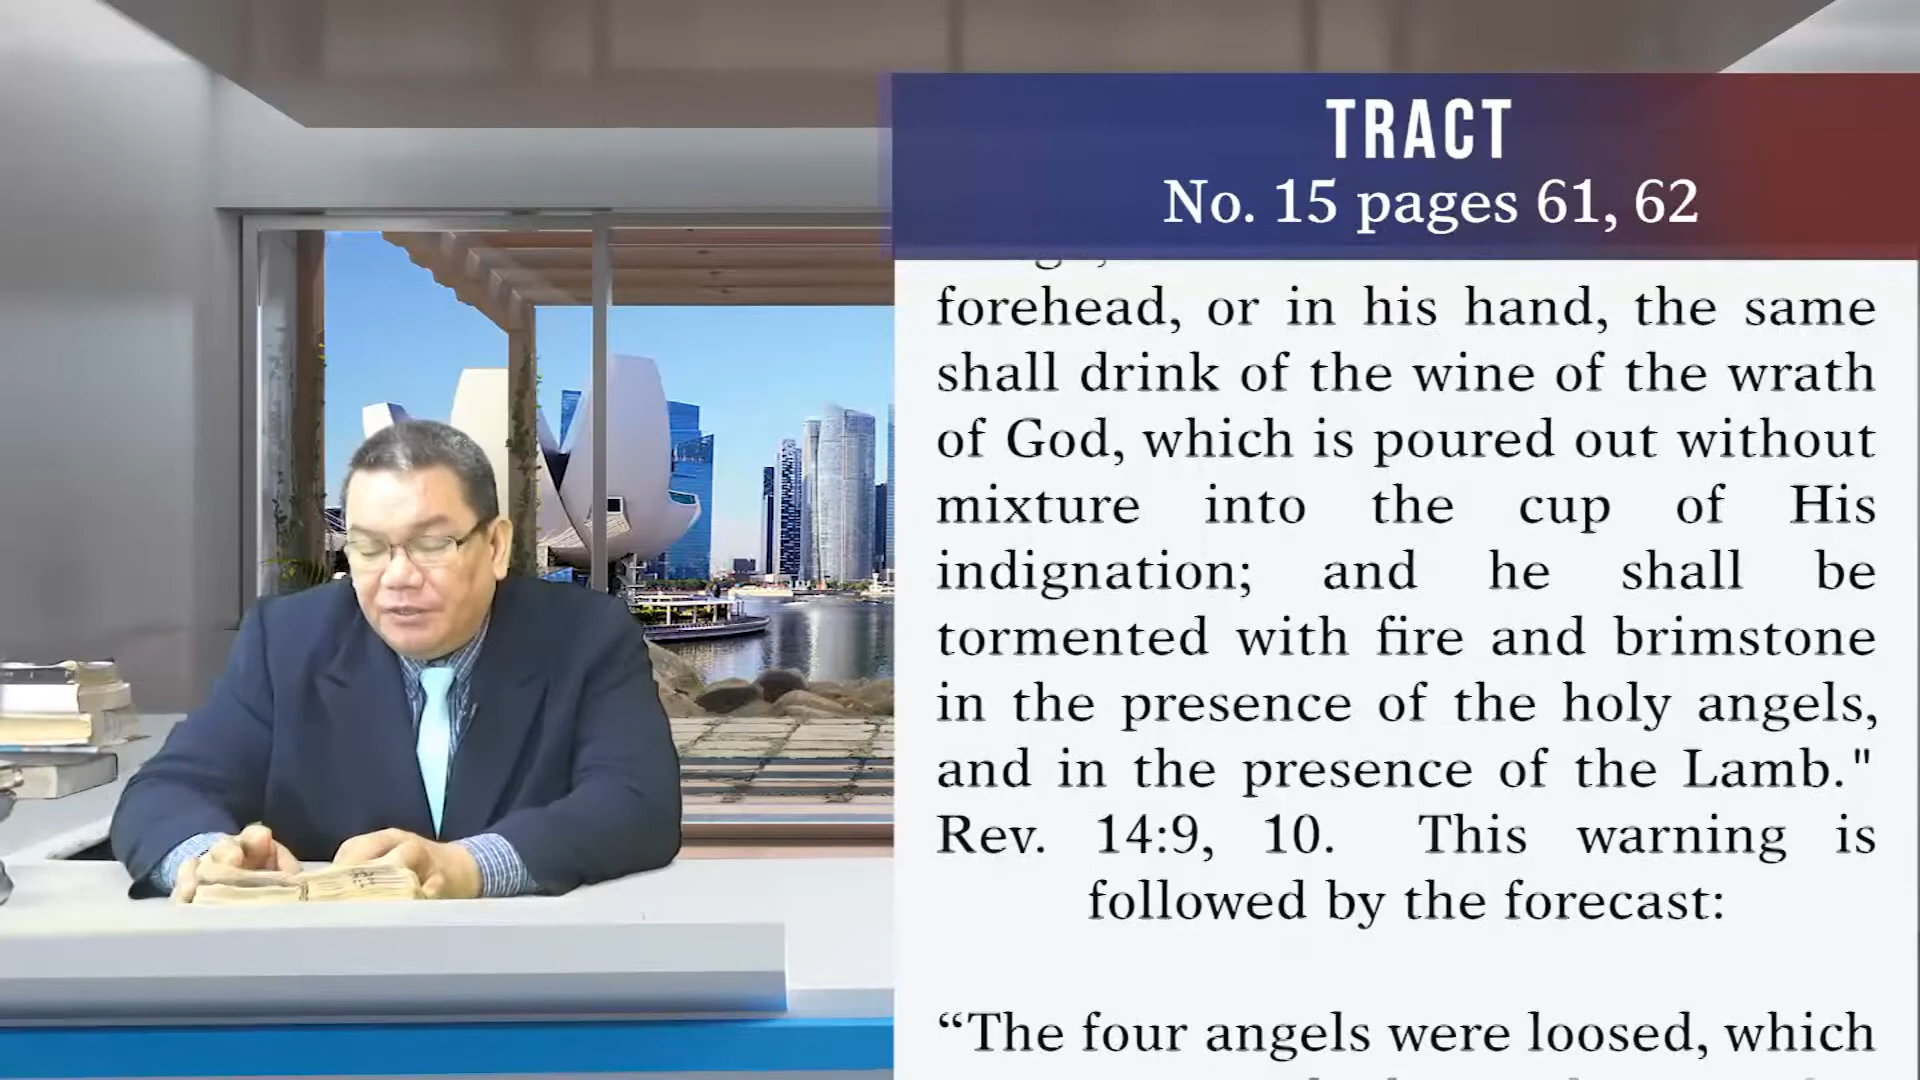 TRACT
No. 15 pages 61, 62
forehead, or in his hand, the same
shall drink of the wine of the wrath
of God, which is poured out without
mixture into the cup of His
indignation; and he shall be
tormented with fire and brimstone
in the presence of the holy angels,
and in the presence of the Lamb."
Rev. 14:9, 10. This warning is
followed by the forecast:
“The four angels were loosed, which